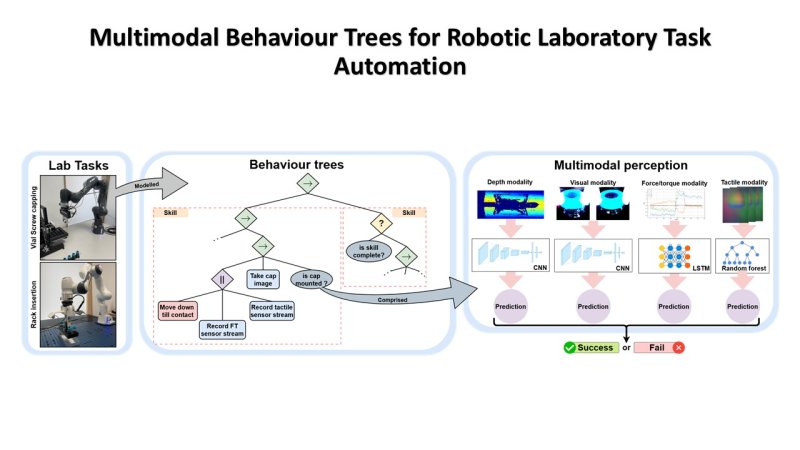 Multimodal Behaviour Trees for Robotic Laboratory Task
Automation
Lab Tasks
Vial Screw capping
Rack insertion
Modelled
Behaviour trees
→
Skill
→
→
||
Take cap
image
is cap
mounted ?
Move down
till contact
Record FT
sensor stream
Record tactile
sensor stream
Skill
?
is skill
complete?
→
Comprised
Multimodal perception
Depth modality
Visual modality
Force/torque modality
Tactile modality
CNN
CNN
LSTM
Random forest
Prediction
Prediction
Prediction
Prediction
Success
or
Fail